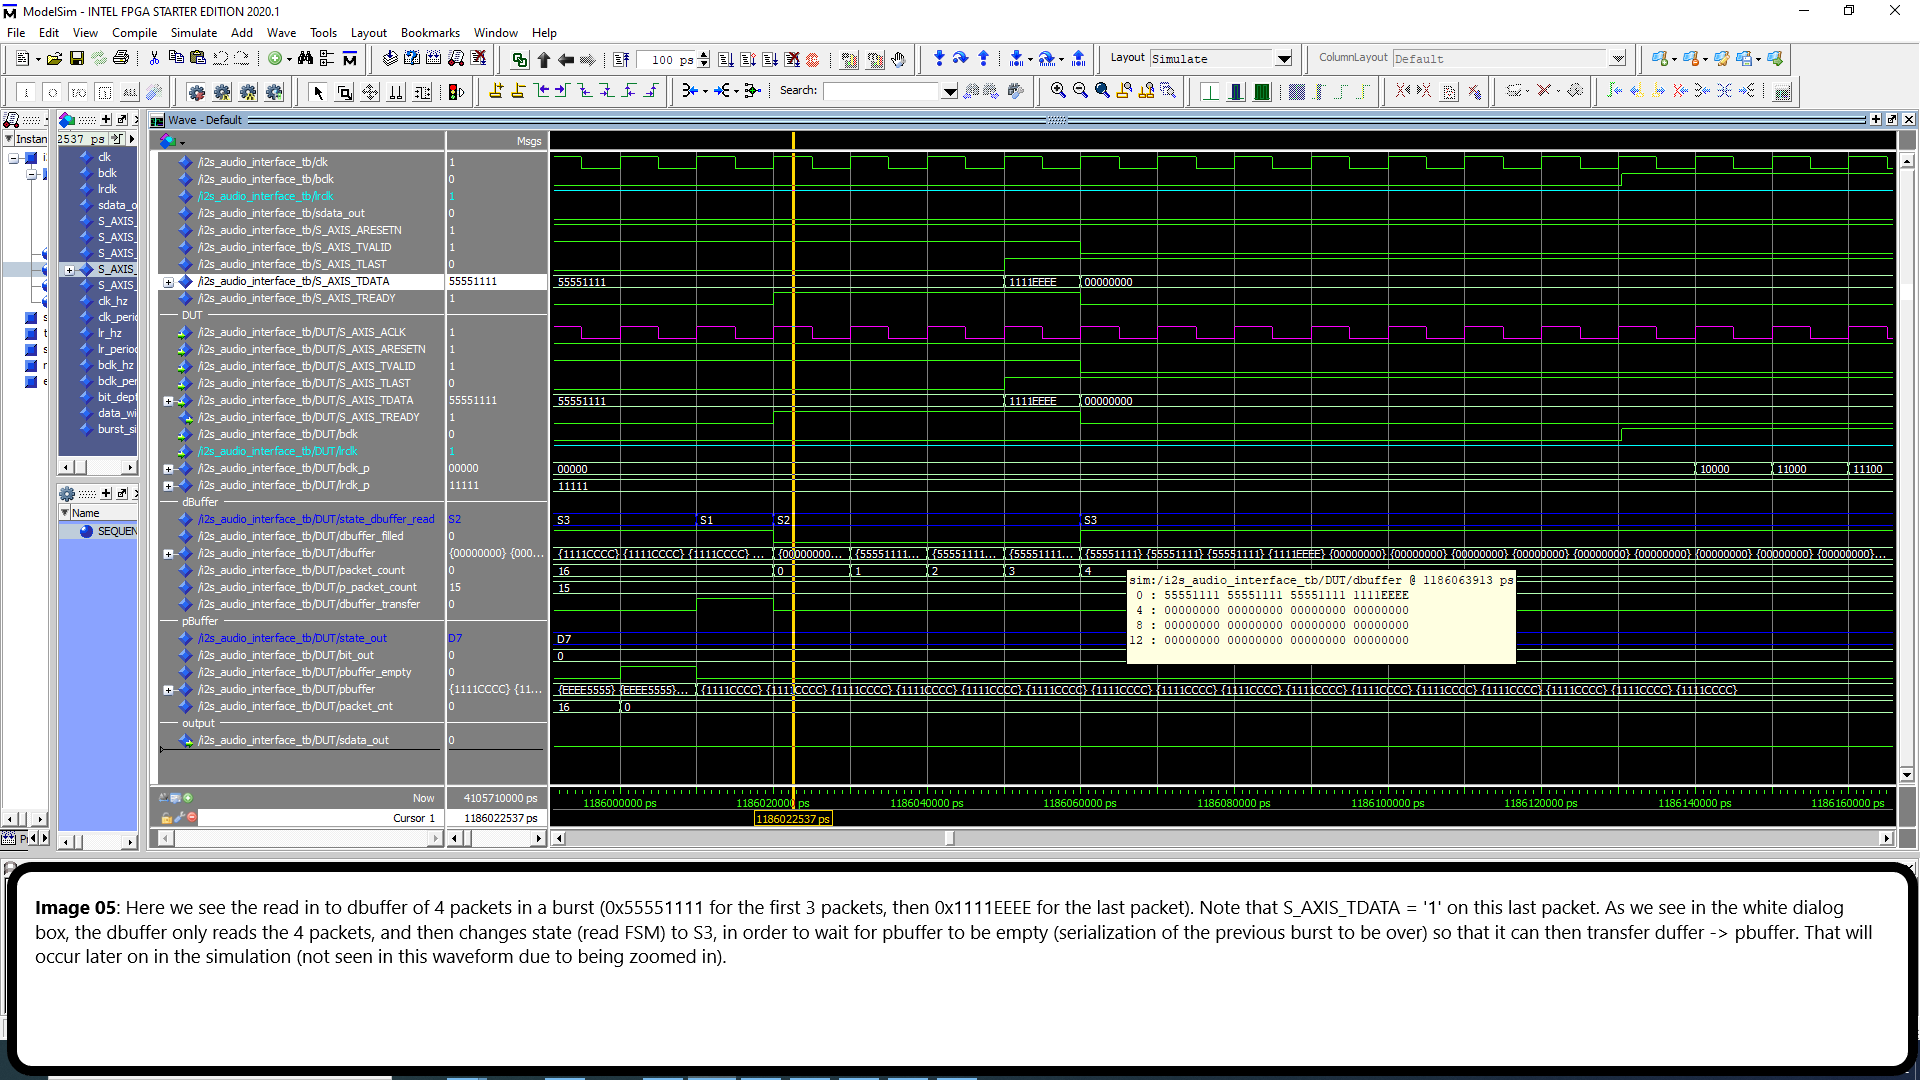 ModelSim - INTEL FPGA STARTER EDITION 2020.1
File Edit View Compile Simulate Add Wave Tools Layout Bookmarks Window Help
100 ps
Layout Simulate
ColumnLayout Default
Search:
Wave - Default
Instan
2537 ps
clk
bclk
lrclk
sdata_o
S_AXIS_
S_AXIS_
S_AXIS_
S_AXIS_
S_AXIS_
clk_hz
clk_perio
lr_hz
lr_perio
bclk_hz
bclk_per
bit_dept
data_wi
burst_si
Name
SEQUEN
Msgs
/i2s_audio_interface_tb/clk 1
/i2s_audio_interface_tb/bclk 0
/i2s_audio_interface_tb/lrclk 1
/i2s_audio_interface_tb/sdata_out 0
/i2s_audio_interface_tb/S_AXIS_ARESETN 1
/i2s_audio_interface_tb/S_AXIS_TVALID 1
/i2s_audio_interface_tb/S_AXIS_TLAST 0
/i2s_audio_interface_tb/S_AXIS_TDATA 55551111 55551111 1111EEEE 00000000
/i2s_audio_interface_tb/S_AXIS_TREADY 1
DUT
/i2s_audio_interface_tb/DUT/S_AXIS_ACLK 1
/i2s_audio_interface_tb/DUT/S_AXIS_ARESETN 1
/i2s_audio_interface_tb/DUT/S_AXIS_TVALID 1
/i2s_audio_interface_tb/DUT/S_AXIS_TLAST 0
/i2s_audio_interface_tb/DUT/S_AXIS_TDATA 55551111 55551111 1111EEEE 00000000
/i2s_audio_interface_tb/DUT/S_AXIS_TREADY 1
/i2s_audio_interface_tb/DUT/bclk 0
/i2s_audio_interface_tb/DUT/lrclk 1
/i2s_audio_interface_tb/DUT/bclk_p 00000 00000 10000 11000 11100
/i2s_audio_interface_tb/DUT/lrclk_p 11111 11111
dBuffer
/i2s_audio_interface_tb/DUT/state_dbuffer_read S2 S3 S1 S2 S3
/i2s_audio_interface_tb/DUT/dbuffer_filled 0
/i2s_audio_interface_tb/DUT/dbuffer {00000000} {000... {1111CCCC} {1111CCCC} {1111CCCC} ... {00000000... {55551111... {55551111... {55551111... {55551111} {55551111} {55551111} {1111EEEE} {00000000} {00000000} {00000000} {00000000} {00000000} {00000000} {00000000} {00000000} {00000000}...
/i2s_audio_interface_tb/DUT/packet_count 0 16 0 1 2 3 4
/i2s_audio_interface_tb/DUT/p_packet_count 15 15
/i2s_audio_interface_tb/DUT/dbuffer_transfer 0
pBuffer
/i2s_audio_interface_tb/DUT/state_out D7 D7
/i2s_audio_interface_tb/DUT/bit_out 0 0
/i2s_audio_interface_tb/DUT/pbuffer_empty 0
/i2s_audio_interface_tb/DUT/pbuffer {1111CCCC} {11... {EEEE5555} {EEEE5555}... {1111CCCC} {1111CCCC} {1111CCCC} {1111CCCC} {1111CCCC} {1111CCCC} {1111CCCC} {1111CCCC} {1111CCCC} {1111CCCC} {1111CCCC} {1111CCCC} {1111CCCC} {1111CCCC} {1111CCCC} {1111CCCC}
/i2s_audio_interface_tb/DUT/packet_cnt 0 16 0
output
/i2s_audio_interface_tb/DUT/sdata_out 0
sim:/i2s_audio_interface_tb/DUT/dbuffer @ 1186063913 ps
0 : 55551111 55551111 55551111 1111EEEE
4 : 00000000 00000000 00000000 00000000
8 : 00000000 00000000 00000000 00000000
12 : 00000000 00000000 00000000 00000000
Now 4105710000 ps 1186000000 ps 1186020000 ps 1186040000 ps 1186060000 ps 1186080000 ps 1186100000 ps 1186120000 ps 1186140000 ps 1186160000 ps
Cursor 1 1186022537 ps 1186022537 ps
Image 05: Here we see the read in to dbuffer of 4 packets in a burst (0x55551111 for the first 3 packets, then 0x1111EEEE for the last packet). Note that S_AXIS_TDATA = '1' on this last packet. As we see in the white dialog
box, the dbuffer only reads the 4 packets, and then changes state (read FSM) to S3, in order to wait for pbuffer to be empty (serialization of the previous burst to be over) so that it can then transfer duffer -> pbuffer. That will
occur later on in the simulation (not seen in this waveform due to being zoomed in).